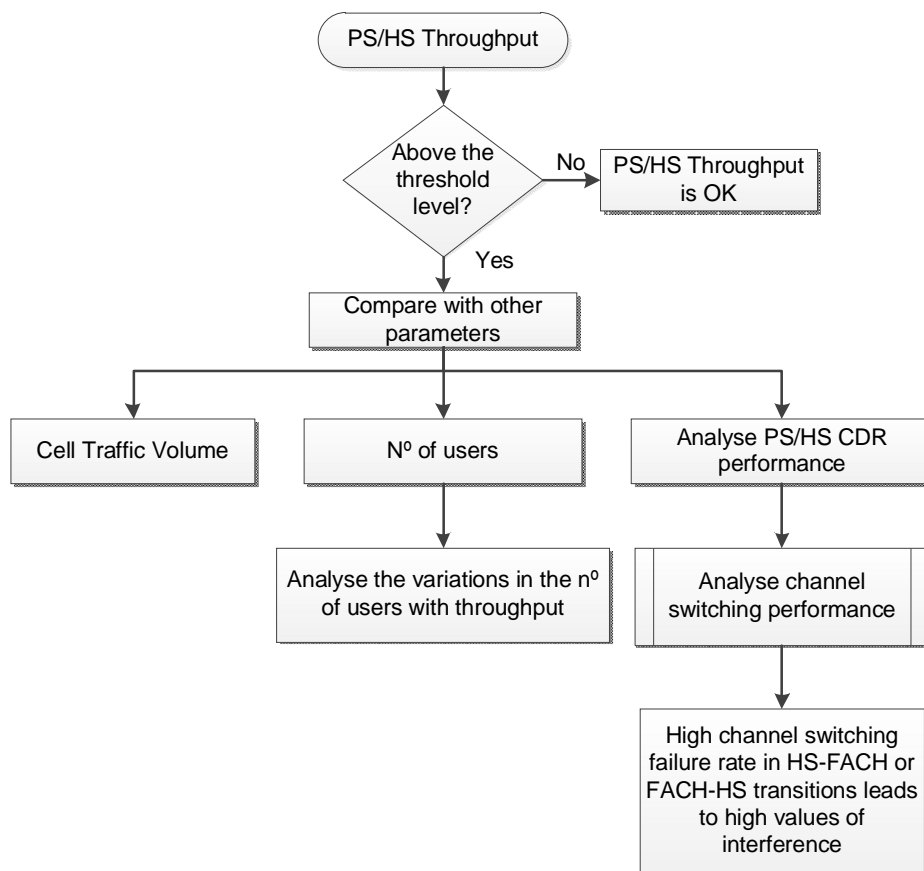 PS/HS Throughput
Above the
threshold
level?
No
PS/HS Throughput
is OK
Yes
Compare with other
parameters
Cell Traffic Volume
Nº of users
Analyse PS/HS CDR
performance
Analyse the variations in the nº
of users with throughput
Analyse channel
switching performance
High channel switching
failure rate in HS-FACH or
FACH-HS transitions leads
to high values of
interference